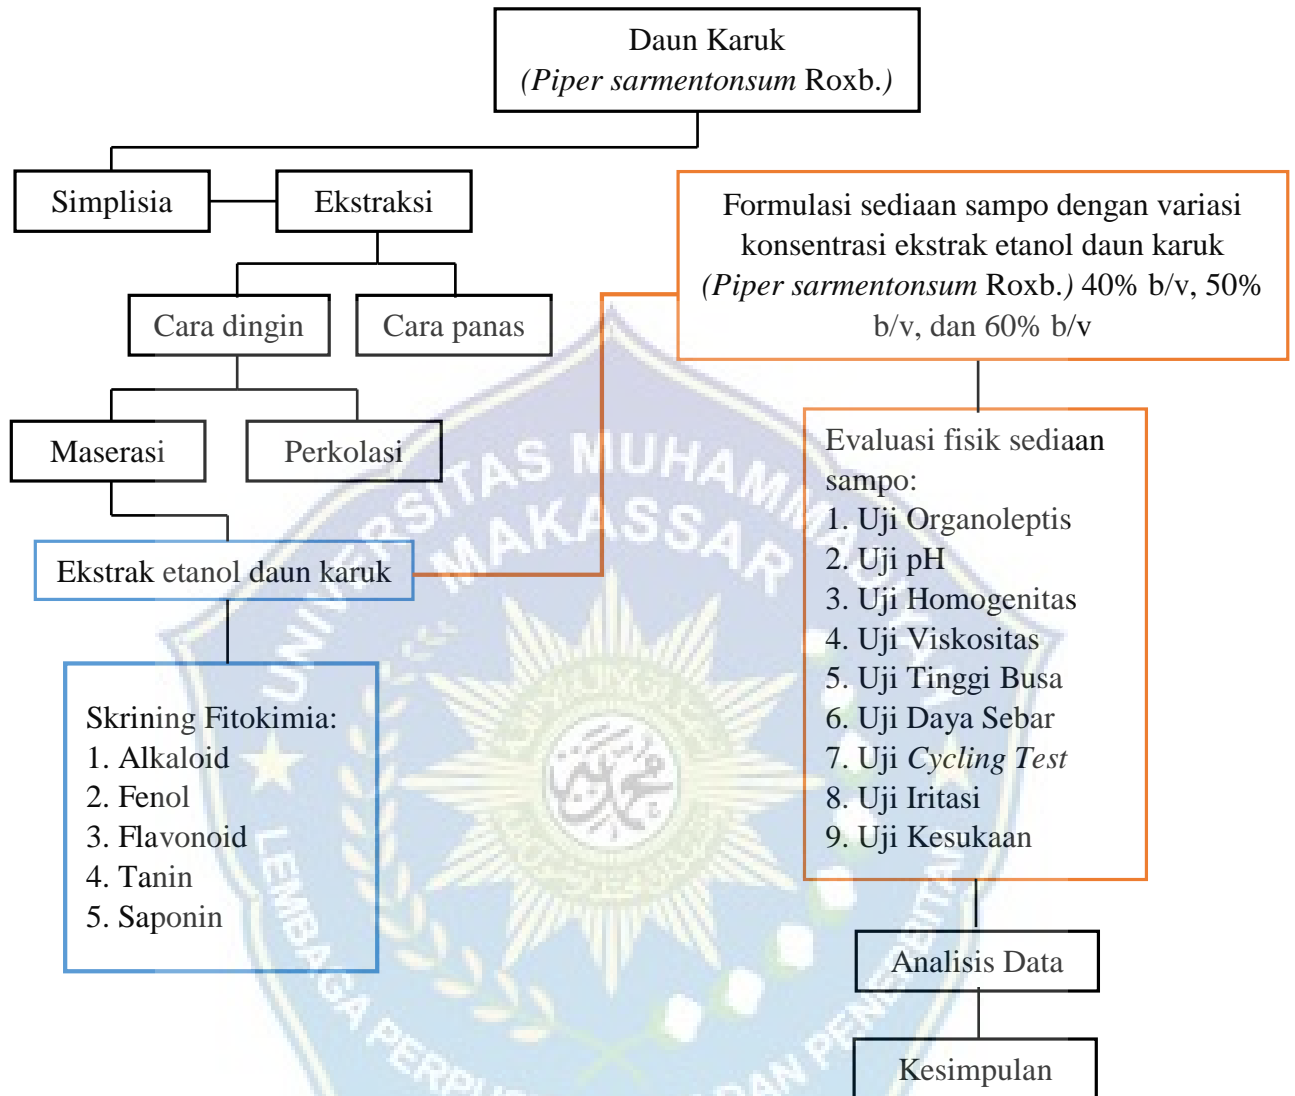 Daun Karuk
(Piper sarmentonsum Roxb.)
Simplisia
Ekstraksi
Formulasi sediaan sampo dengan variasi
konsentrasi ekstrak etanol daun karuk
(Piper sarmentonsum Roxb.) 40% b/v, 50%
b/v, dan 60% b/v
Cara dingin
Cara panas
Maserasi
Perkolasi
Ekstrak etanol daun karuk
Skrining Fitokimia:
1. Alkaloid
2. Fenol
3. Flavonoid
4. Tanin
5. Saponin
Evaluasi fisik sediaan
sampo:
1. Uji Organoleptis
2. Uji pH
3. Uji Homogenitas
4. Uji Viskositas
5. Uji Tinggi Busa
6. Uji Daya Sebar
7. Uji Cycling Test
8. Uji Iritasi
9. Uji Kesukaan
Analisis Data
Kesimpulan
UNIVERSITAS MUHAMMADIYAH
MAKASSAR
LEMBAGA